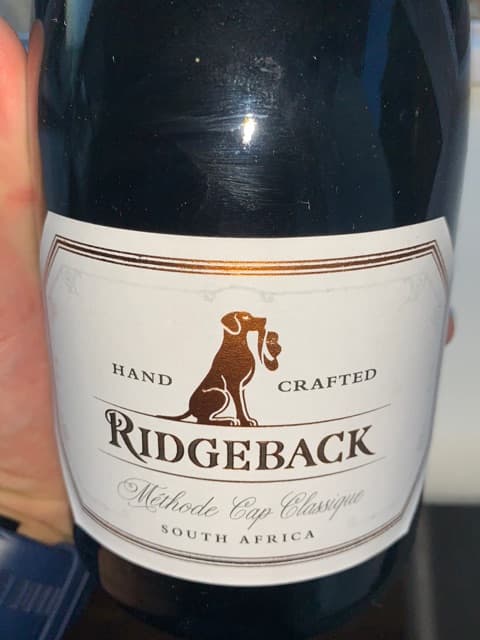 HAND CRAFTED
RIDGEBACK
Méthode Cap Classique
SOUTH AFRICA